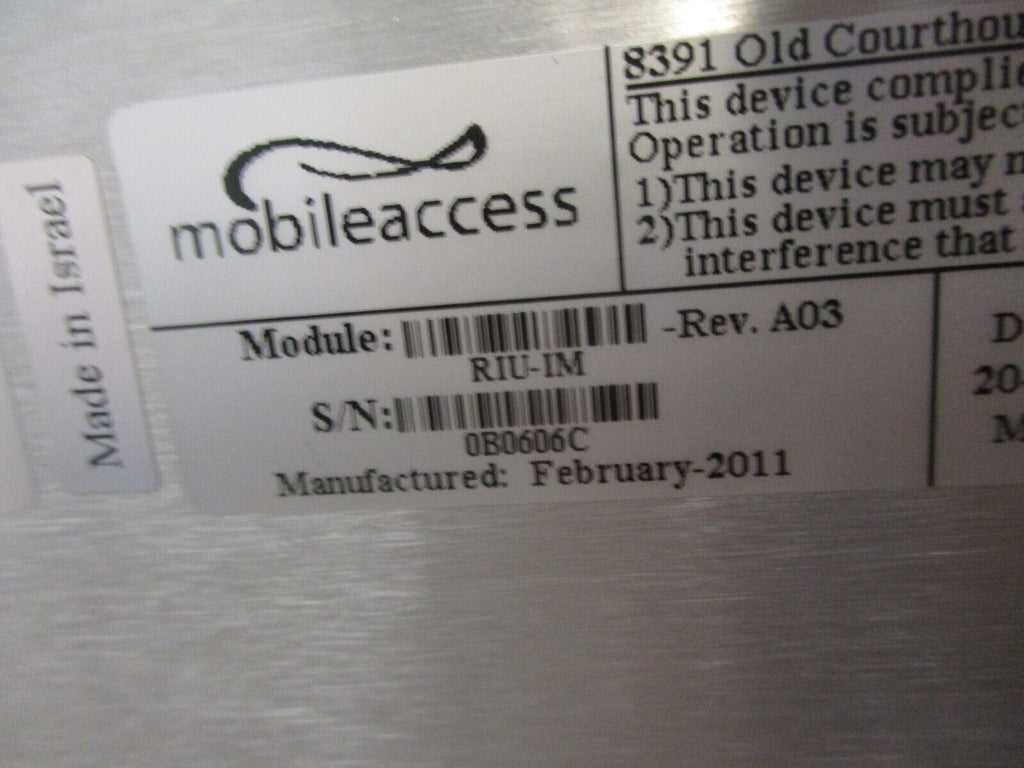 Made in Israel
mobileaccess
8391 Old Courthou
This device complie
Operation is subjec
1)This device may
2)This device must
interference that
Module: -Rev. A03
RIU-IM
S/N:
0B0606C
Manufactured: February-2011
D
20
M